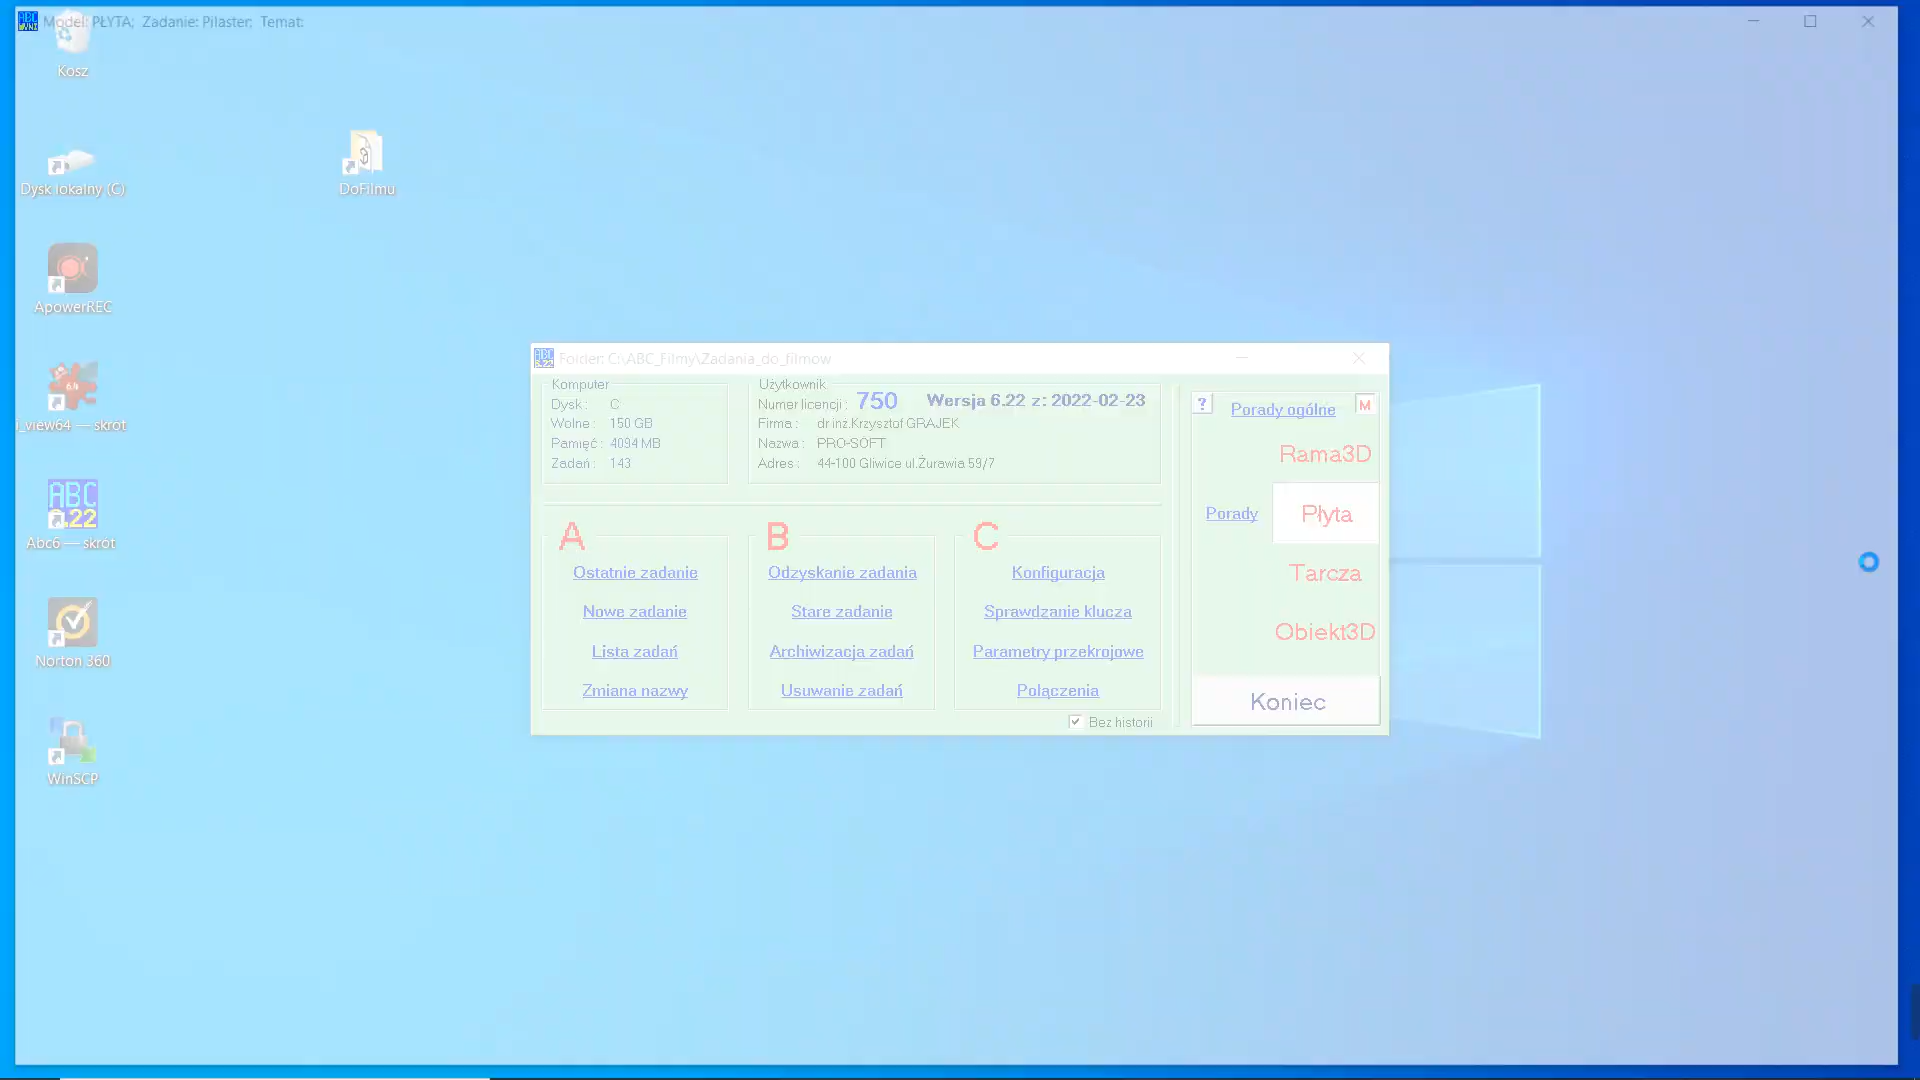 Model: PŁYTA; Zadanie: Pilaster; Temat:
Kosz
Dysk lokalny (C)
DoFilmu
ApowerREC
i_view64 — skrót
ABC
6.22
Abc6 — skrót
Norton 360
WinSCP
Folder: C:\ABC_Filmy\Zadania_do_filmow
Komputer
Dysk : C
Wolne : 150 GB
Pamięć : 4094 MB
Zadań : 143
Użytkownik
Numer licencji : 750 Wersja 6.22 z: 2022-02-23
Firma : dr inż.Krzysztof GRAJEK
Nazwa : PRO-SOFT
Adres : 44-100 Gliwice ul.Żurawia 59/7
A
Ostatnie zadanie
Nowe zadanie
Lista zadań
Zmiana nazwy
B
Odzyskanie zadania
Stare zadanie
Archiwizacja zadań
Usuwanie zadań
C
Konfiguracja
Sprawdzanie klucza
Parametry przekrojowe
Połączenia
Bez historii
? Porady ogólne M
Rama3D
Porady Płyta
Tarcza
Obiekt3D
Koniec